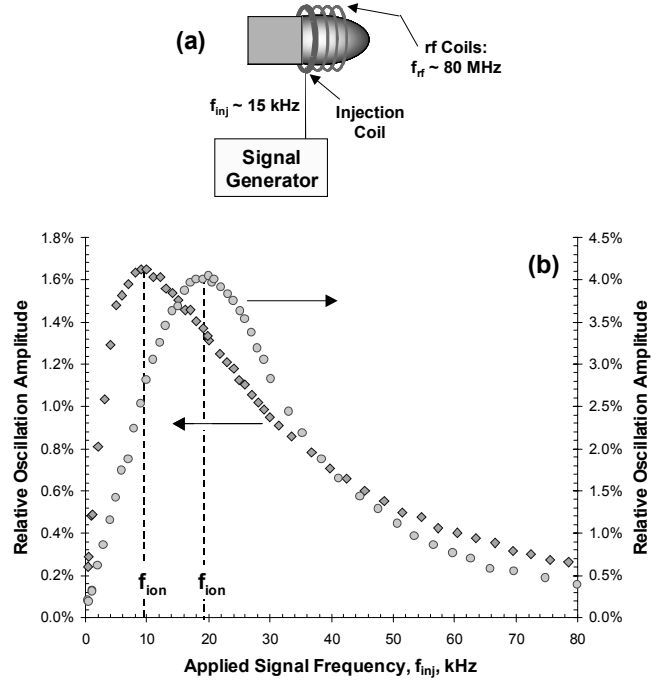 (a)
rf Coils:
f_rf ~ 80 MHz
f_inj ~ 15 kHz
Injection
Coil
Signal
Generator
(b)
1.8%
1.6%
1.4%
1.2%
1.0%
0.8%
0.6%
0.4%
0.2%
0.0%
Relative Oscillation Amplitude
4.5%
4.0%
3.5%
3.0%
2.5%
2.0%
1.5%
1.0%
0.5%
0.0%
Relative Oscillation Amplitude
f_ion
f_ion
0 10 20 30 40 50 60 70 80
Applied Signal Frequency, f_inj, kHz